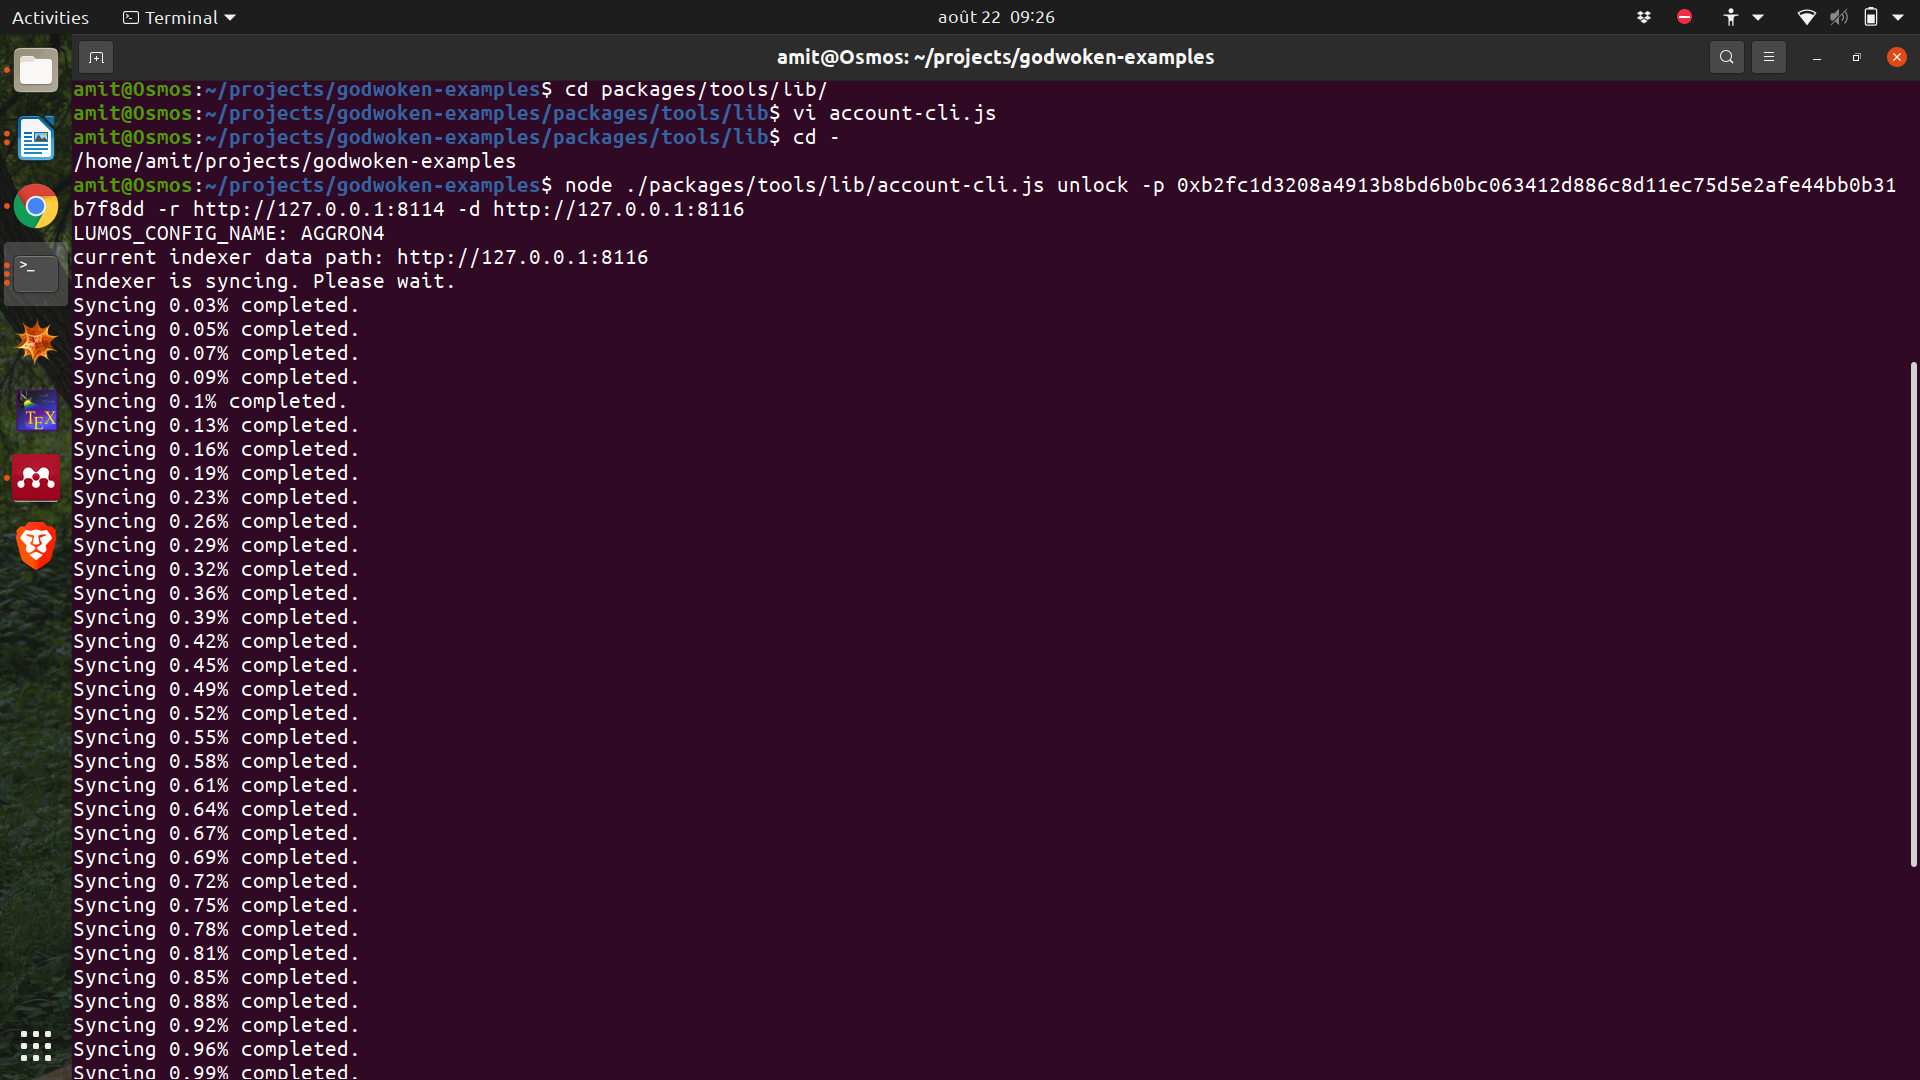 Activities
Terminal
août 22 09:26
amit@Osmos: ~/projects/godwoken-examples
amit@Osmos:~/projects/godwoken-examples$ cd packages/tools/lib/
amit@Osmos:~/projects/godwoken-examples/packages/tools/lib$ vi account-cli.js
amit@Osmos:~/projects/godwoken-examples/packages/tools/lib$ cd -
/home/amit/projects/godwoken-examples
amit@Osmos:~/projects/godwoken-examples$ node ./packages/tools/lib/account-cli.js unlock -p 0xb2fc1d3208a4913b8bd6b0bc063412d886c8d11ec75d5e2afe44bb0b31
b7f8dd -r http://127.0.0.1:8114 -d http://127.0.0.1:8116
LUMOS_CONFIG_NAME: AGGRON4
current indexer data path: http://127.0.0.1:8116
Indexer is syncing. Please wait.
Syncing 0.03% completed.
Syncing 0.05% completed.
Syncing 0.07% completed.
Syncing 0.09% completed.
Syncing 0.1% completed.
Syncing 0.13% completed.
Syncing 0.16% completed.
Syncing 0.19% completed.
Syncing 0.23% completed.
Syncing 0.26% completed.
Syncing 0.29% completed.
Syncing 0.32% completed.
Syncing 0.36% completed.
Syncing 0.39% completed.
Syncing 0.42% completed.
Syncing 0.45% completed.
Syncing 0.49% completed.
Syncing 0.52% completed.
Syncing 0.55% completed.
Syncing 0.58% completed.
Syncing 0.61% completed.
Syncing 0.64% completed.
Syncing 0.67% completed.
Syncing 0.69% completed.
Syncing 0.72% completed.
Syncing 0.75% completed.
Syncing 0.78% completed.
Syncing 0.81% completed.
Syncing 0.85% completed.
Syncing 0.88% completed.
Syncing 0.92% completed.
Syncing 0.96% completed.
Syncing 0.99% completed.
TEX